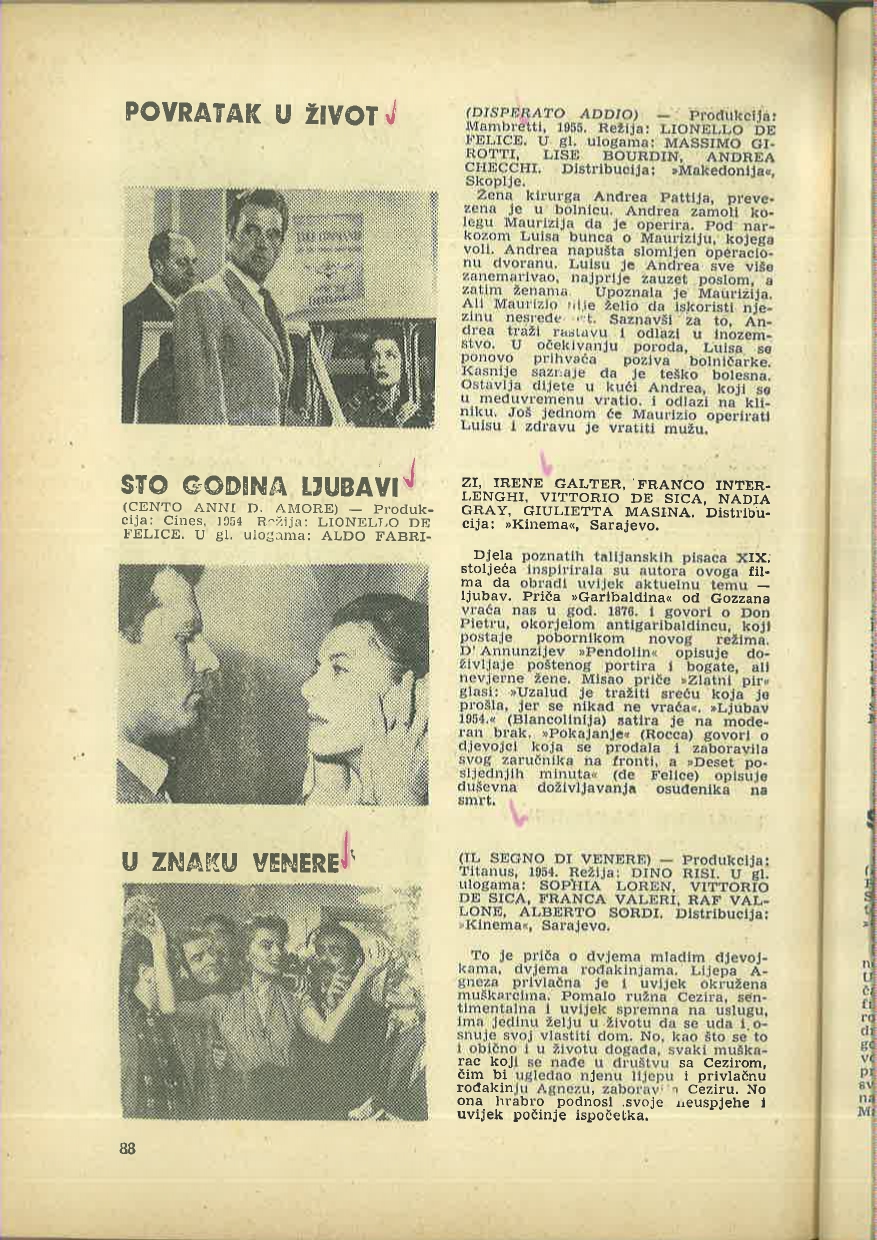 POVRATAK U ŽIVOT
(DISPERATO ADDIO) — Produkcija:
Mambretti, 1955. Režija: LIONELLO DE
FELICE. U gl. ulogama: MASSIMO GI-
ROTTI, LISE BOURDIN, ANDREA
CHECCHI. Distribucija: »Makedonija«,
Skoplje.
Žena kirurga Andrea Pattija, preve-
zena je u bolnicu. Andrea zamoli ko-
legu Maurizija da je operira. Pod nar-
kozom Luisa bunca o Mauriziju, kojega
voli. Andrea napušta slomljen operacio-
nu dvoranu. Luisu je Andrea sve više
zanemarivao, najprije zauzet poslom, a
zatim ženama. Upoznala je Maurizija.
Ali Maurizio nije želio da iskoristi nje-
zinu nesređe
Saznavši za to, An-
drea traži rastavu i odlazi u inozem-
stvo. U očekivanju poroda, Luisa se
ponovo prihvaća poziva bolničarke.
Kasnije saznaje da je teško bolesna.
Ostavlja dijete u kući Andrea, koji se
u međuvremenu vratio. i odlazi na kli-
niku. Još jednom će Maurizio operirati
Luisu i zdravu je vratiti mužu.
STO GODINA LJUBAVI
(CENTO ANNI D. AMORE) — Produk-
cija: Cines, 1954 Režija: LIONELLO DE
FELICE. U gl. ulogama: ALDO FABRI-
ZI, IRENE GALTER, FRANCO INTER-
LENGHI, VITTORIO DE SICA, NADIA
GRAY, GIULIETTA MASINA. Distribu-
cija: »Kinema«, Sarajevo.
Djela poznatih talijanskih pisaca XIX.
stoljeća inspirirala su autora ovoga fil-
ma da obradi uvijek aktuelnu temu —
ljubav. Priča »Garibaldina« od Gozzana
vraća nas u god. 1876. i govori o Don
Pietru, okorjelom antigaribaldincu, koji
postaje pobornikom novog režima.
D'Annunzijev »Pendolin« opisuje do-
življaje poštenog portira i bogate, ali
nevjerne žene. Misao priče »Zlatni pir«
glasi: »Uzalud je tražiti sreću koja je
prošla, jer se nikad ne vraća«. »Ljubav
1954.« (Blancolinija) satira je na mode-
ran brak. »Pokajanje« (Rocca) govori o
djevojci koja se prodala i zaboravila
svog zaručnika na fronti, a »Deset po-
sljednjih minuta« (de Felice) opisuje
duševna doživljavanja osuđenika na
smrt.
U ZNAKU VENERE
(IL SEGNO DI VENERE) — Produkcija:
Titanus, 1954. Režija: DINO RISI. U gl.
ulogama: SOPHIA LOREN, VITTORIO
DE SICA, FRANCA VALERI, RAF VAL-
LONE, ALBERTO SORDI. Distribucija:
»Kinema«, Sarajevo.
To je priča o dvjema mladim djevoj-
kama, dvjema rođakinjama. Lijepa A-
gneza privlačna je i uvijek okružena
muškarcima. Pomalo ružna Cezira, sen-
timentalna i uvijek spremna na uslugu,
ima jedinu želju u životu da se uda i o-
snuje svoj vlastiti dom. No, kao što se to
i obično i u životu događa, svaki muška-
rac koji se nađe u društvu sa Cezirom,
čim bi ugledao njenu lijepu i privlačnu
rođakinju Agnezu, Ceziru. No
ona hrabro podnosi svoje neuspjehe i
uvijek počinje ispočetka.
88